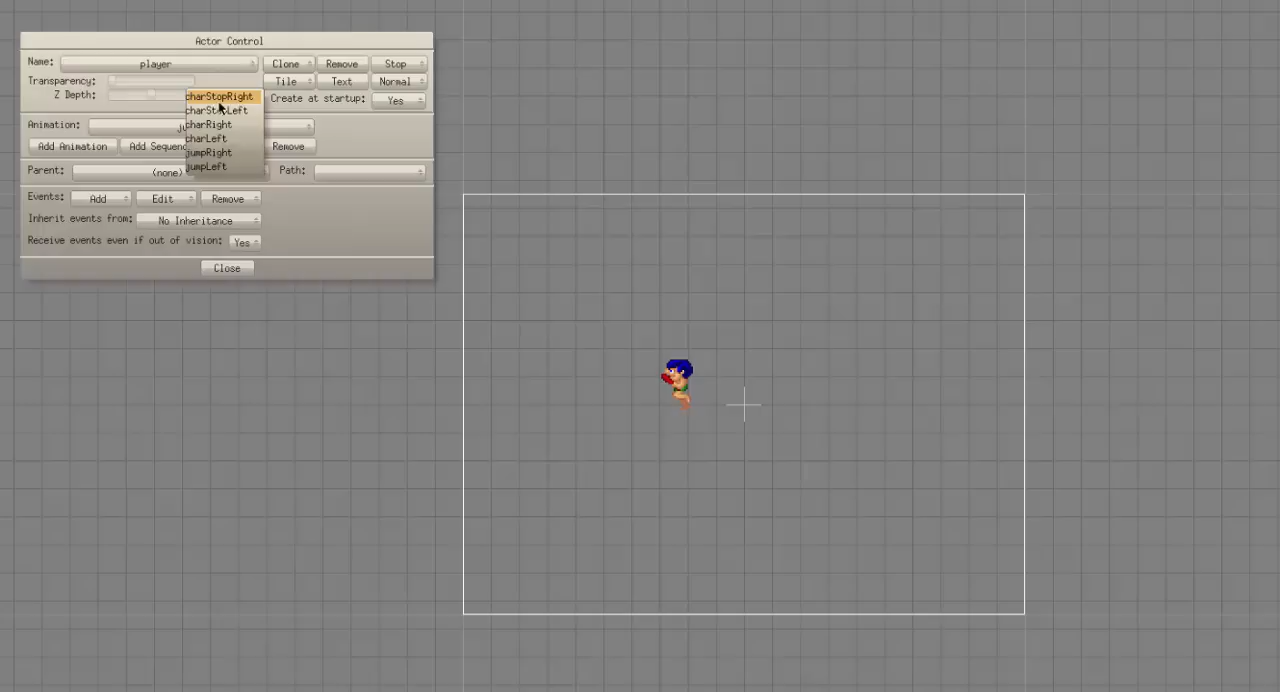 Actor Control
Name: player Clone Remove Stop
Transparency: Tile Text Normal
Z Depth: Create at startup: Yes
charStopRight
charStopLeft
charRight
charLeft
jumpRight
jumpLeft
Animation:
Add Animation Add Sequenc Remove
Parent: (none) Path:
Events: Add Edit Remove
Inherit events from: No Inheritance
Receive events even if out of vision: Yes
Close